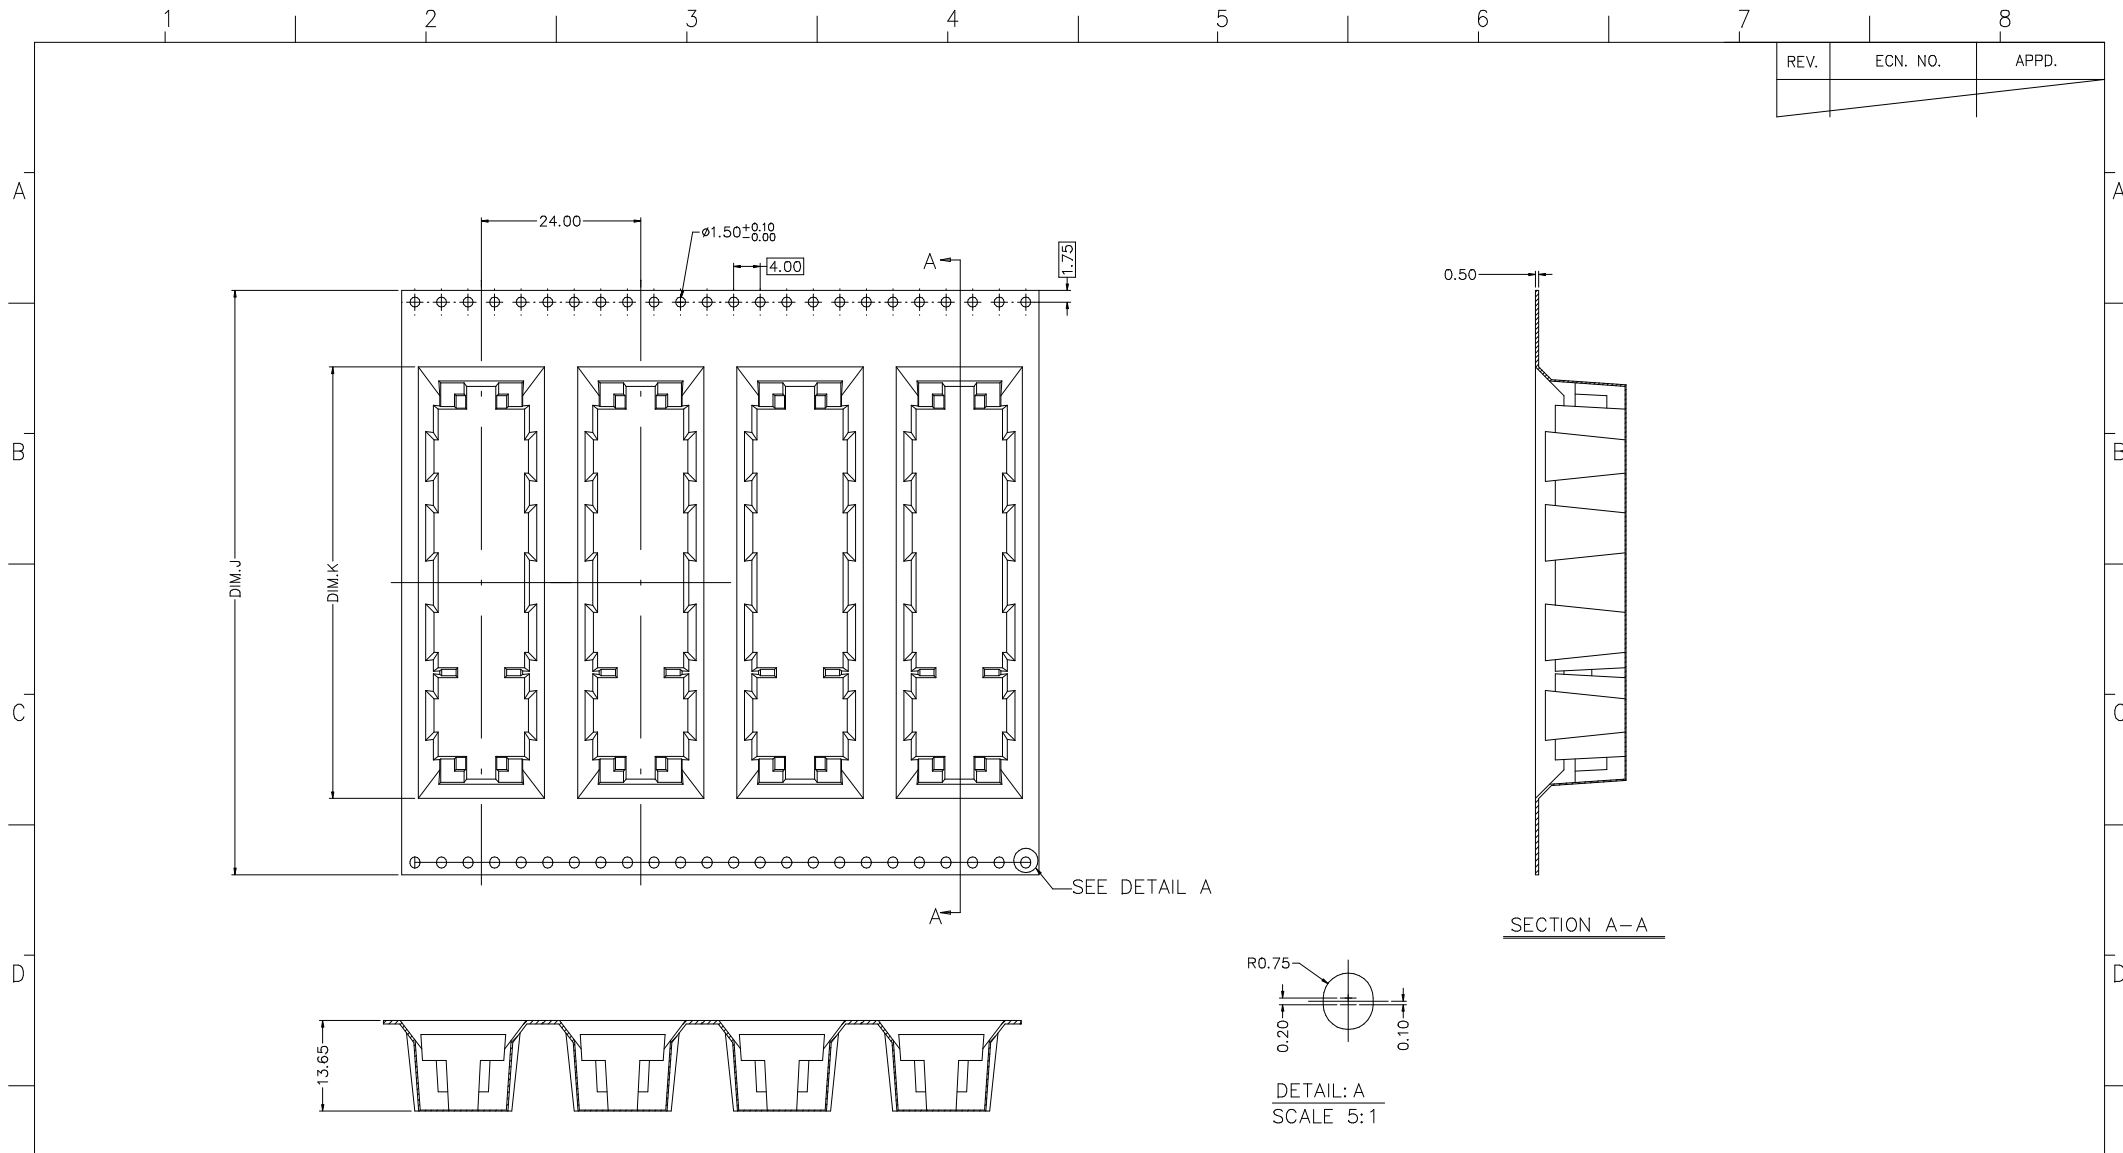 1 2 3 4 5 6 7 8
REV. ECN. NO. APPD.
A A
24.00
ø1.50+0.10
-0.00
4.00
A
1.75
0.50
B B
DIM.J
DIM.K
C C
SEE DETAIL A
A
SECTION A-A
D D
R0.75
0.20
0.10
13.65
DETAIL: A
SCALE 5:1